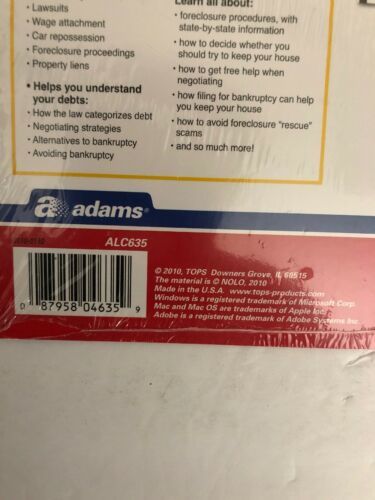 • Lawsuits
• Wage attachment
• Car repossession
• Foreclosure proceedings
• Property liens
• Helps you understand
your debts:
• How the law categorizes debt
• Negotiating strategies
• Alternatives to bankruptcy
• Avoiding bankruptcy
Learn all about:
• foreclosure procedures, with
state-by-state information
• how to decide whether you
should try to keep your house
• how to get free help when
negotiating
• how filing for bankruptcy can help
you keep your house
• how to avoid foreclosure "rescue"
scams
• and so much more!
a adams®
ALC635
0 87958 04635 9
© 2010, TOPS Downers Grove, IL 60515
The material is © NOLO, 2010
Made in the U.S.A. www.tops-products.com
Windows is a registered trademark of Microsoft Corp.
Mac and Mac OS are trademarks of Apple Inc.
Adobe is a registered trademark of Adobe Systems Inc